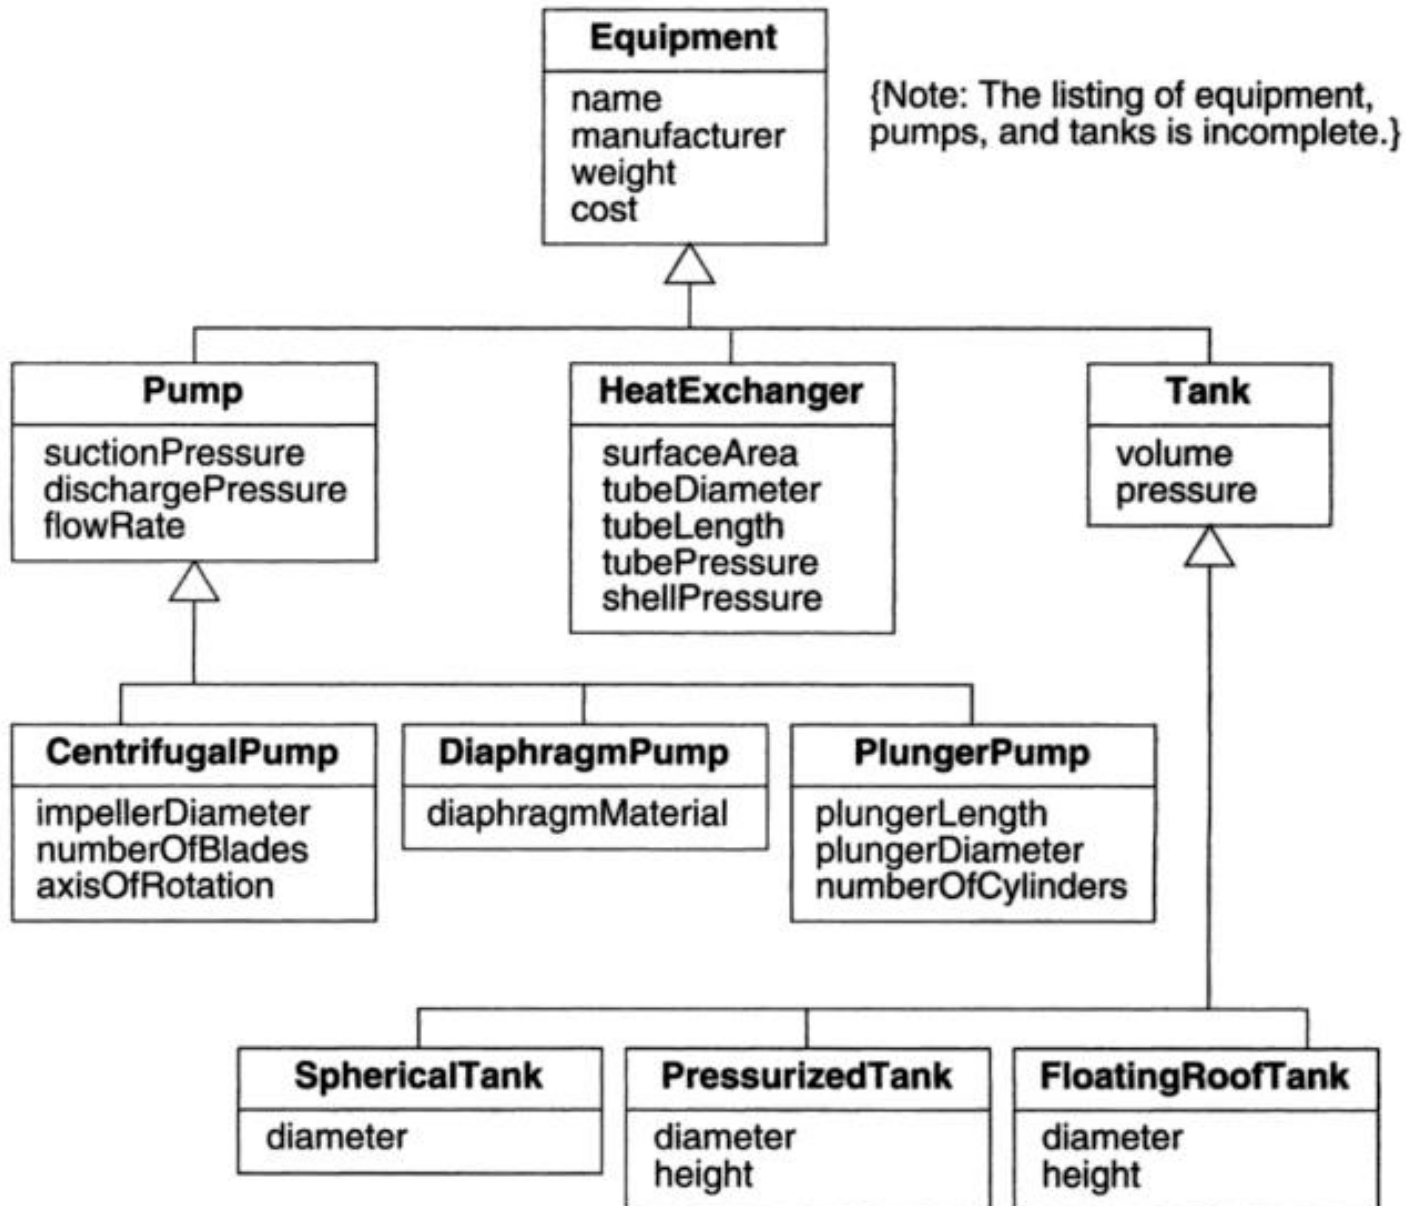 Equipment
name
manufacturer
weight
cost
{Note: The listing of equipment,
pumps, and tanks is incomplete.}
Pump
suctionPressure
dischargePressure
flowRate
HeatExchanger
surfaceArea
tubeDiameter
tubeLength
tubePressure
shellPressure
Tank
volume
pressure
CentrifugalPump
impellerDiameter
numberOfBlades
axisOfRotation
DiaphragmPump
diaphragmMaterial
PlungerPump
plungerLength
plungerDiameter
numberOfCylinders
SphericalTank
diameter
PressurizedTank
diameter
height
FloatingRoofTank
diameter
height